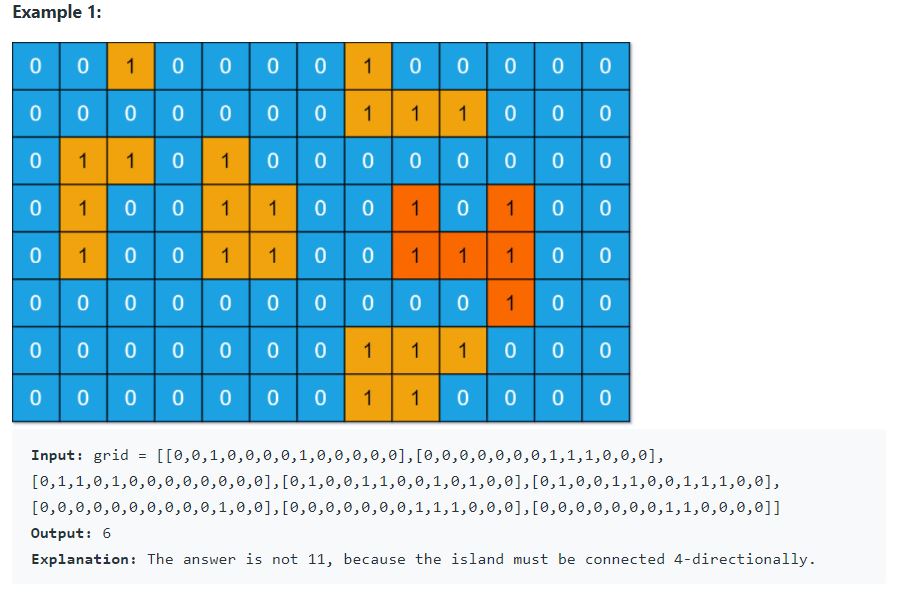 Example 1:
0 0 1 0 0 0 0 1 0 0 0 0 0
0 0 0 0 0 0 0 1 1 1 0 0 0
0 1 1 0 1 0 0 0 0 0 0 0 0
0 1 0 0 1 1 0 0 1 0 1 0 0
0 1 0 0 1 1 0 0 1 1 1 0 0
0 0 0 0 0 0 0 0 0 0 1 0 0
0 0 0 0 0 0 0 1 1 1 0 0 0
0 0 0 0 0 0 0 1 1 0 0 0 0
Input: grid = [[0,0,1,0,0,0,0,1,0,0,0,0,0],[0,0,0,0,0,0,0,1,1,1,0,0,0],
[0,1,1,0,1,0,0,0,0,0,0,0,0],[0,1,0,0,1,1,0,0,1,0,1,0,0],[0,1,0,0,1,1,0,0,1,1,1,0,0],
[0,0,0,0,0,0,0,0,0,0,1,0,0],[0,0,0,0,0,0,0,1,1,1,0,0,0],[0,0,0,0,0,0,0,1,1,0,0,0,0]]
Output: 6
Explanation: The answer is not 11, because the island must be connected 4-directionally.